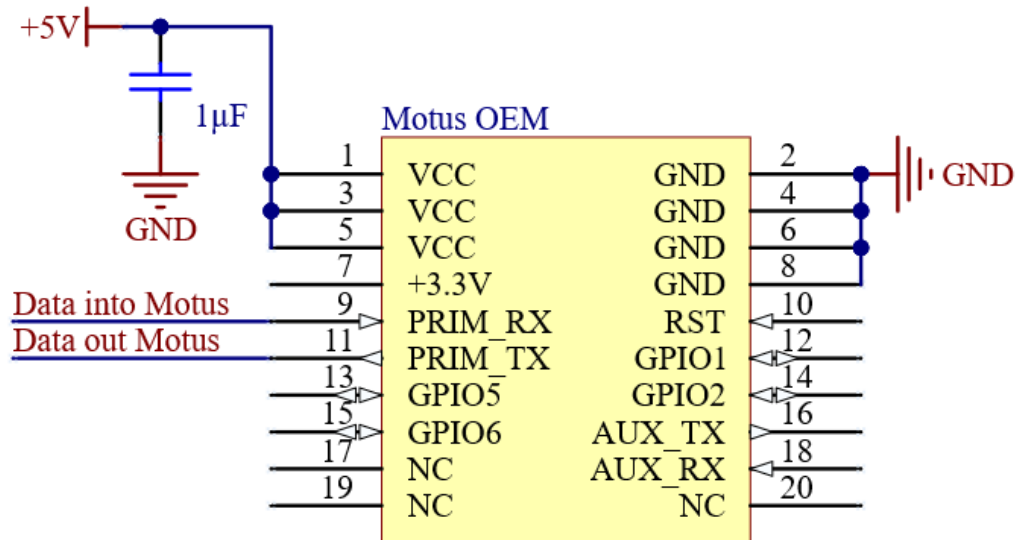 +5V
1µF
GND
Motus OEM
1 VCC GND 2
3 VCC GND 4
5 VCC GND 6
7 +3.3V GND 8
Data into Motus 9 PRIM_RX RST 10
Data out Motus 11 PRIM_TX GPIO1 12
13 GPIO5 GPIO2 14
15 GPIO6 AUX_TX 16
17 NC AUX_RX 18
19 NC NC 20
GND